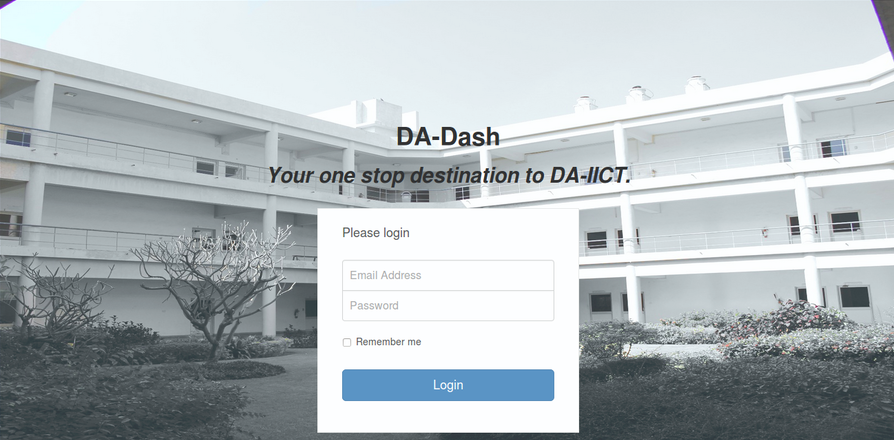 DA-Dash
Your one stop destination to DA-IICT.
Please login
Email Address
Password
Remember me
Login